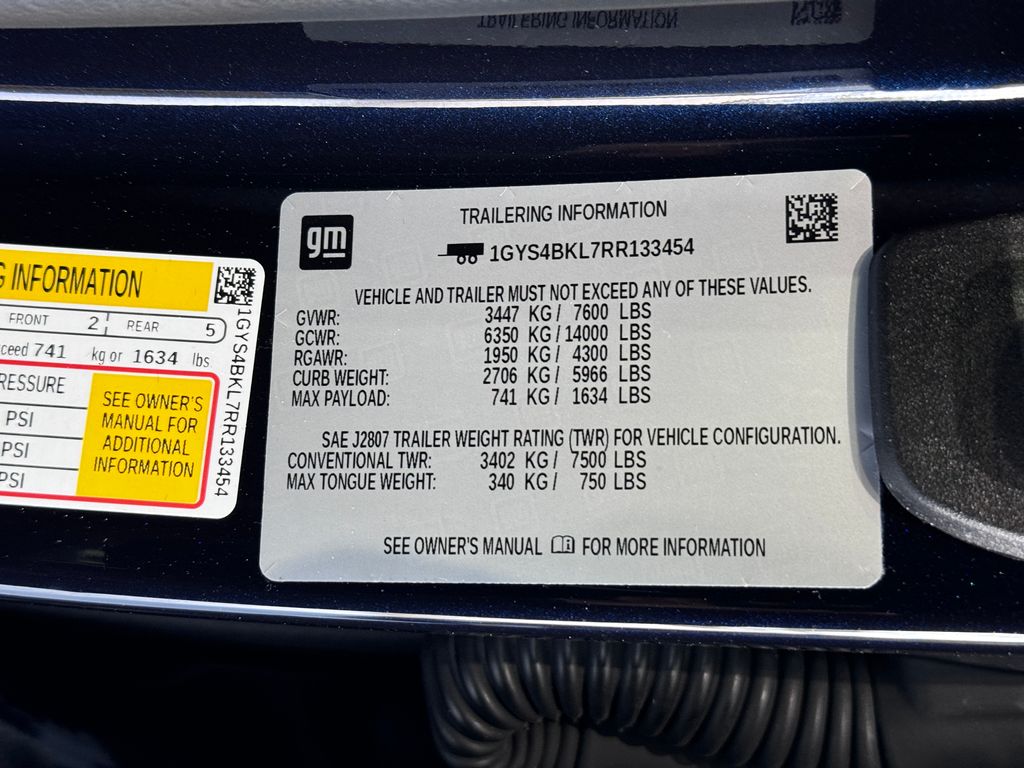 TRAILERING INFORMATION
G INFORMATION
FRONT 2 REAR 5
ceed 741 kg or 1634 lbs.
RESSURE
PSI
PSI
PSI
SEE OWNER'S
MANUAL FOR
ADDITIONAL
INFORMATION
1GYS4BKL7RR133454
gm
TRAILERING INFORMATION
1GYS4BKL7RR133454
VEHICLE AND TRAILER MUST NOT EXCEED ANY OF THESE VALUES.
GVWR: 3447 KG / 7600 LBS
GCWR: 6350 KG / 14000 LBS
RGAWR: 1950 KG / 4300 LBS
CURB WEIGHT: 2706 KG / 5966 LBS
MAX PAYLOAD: 741 KG / 1634 LBS
SAE J2807 TRAILER WEIGHT RATING (TWR) FOR VEHICLE CONFIGURATION.
CONVENTIONAL TWR: 3402 KG / 7500 LBS
MAX TONGUE WEIGHT: 340 KG / 750 LBS
SEE OWNER'S MANUAL FOR MORE INFORMATION